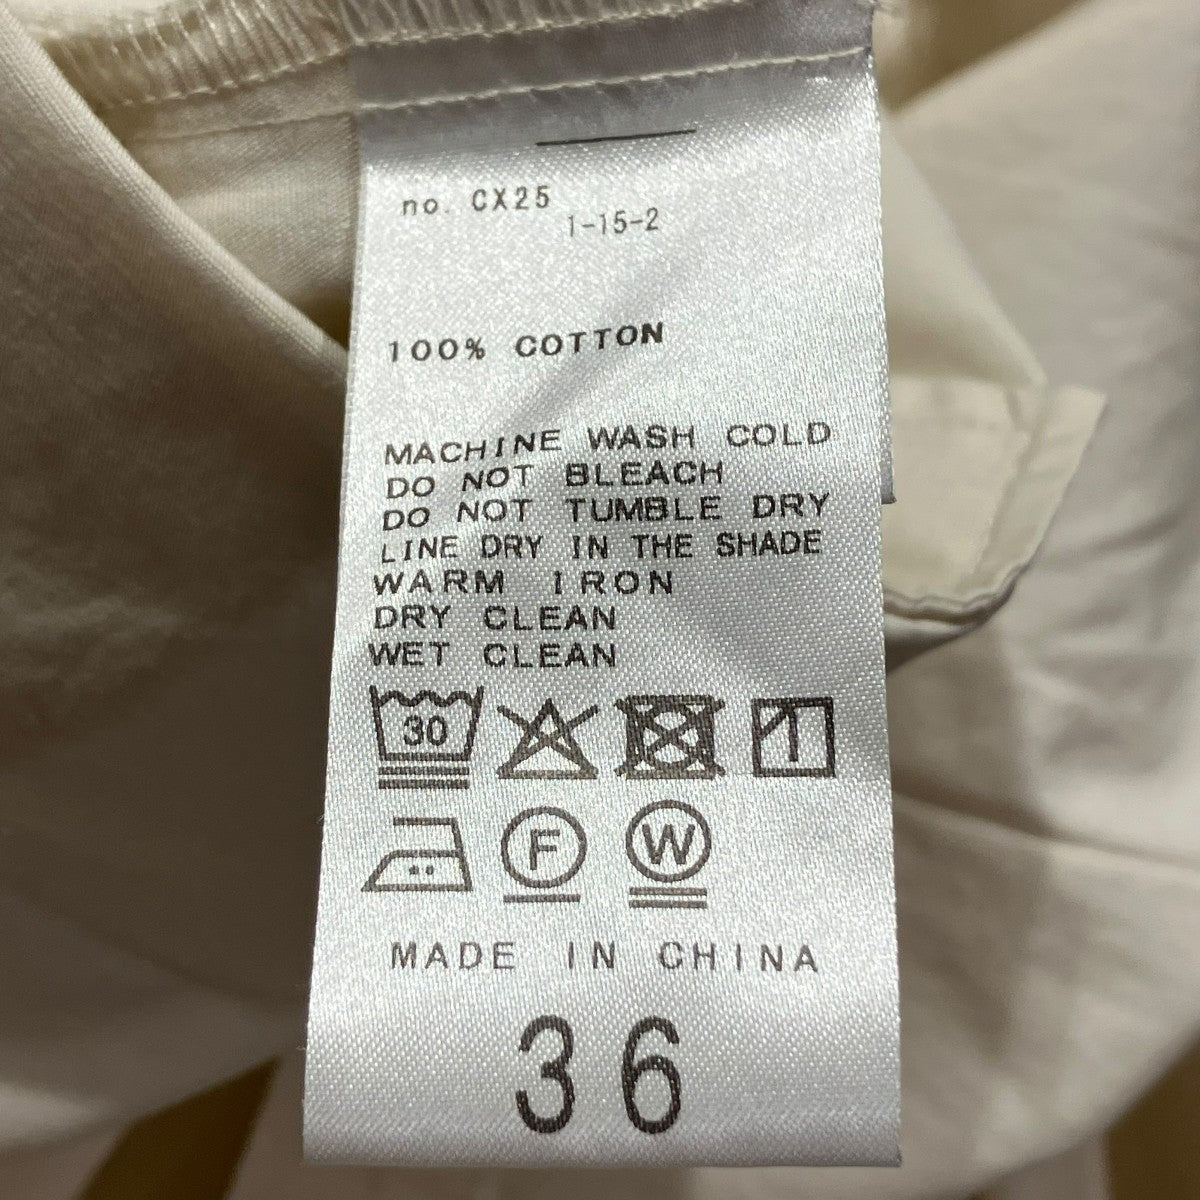 no. CX25
1-15-2
100% COTTON
MACHINE WASH COLD
DO NOT BLEACH
DO NOT TUMBLE DRY
LINE DRY IN THE SHADE
WARM IRON
DRY CLEAN
WET CLEAN
30
F W
MADE IN CHINA
36